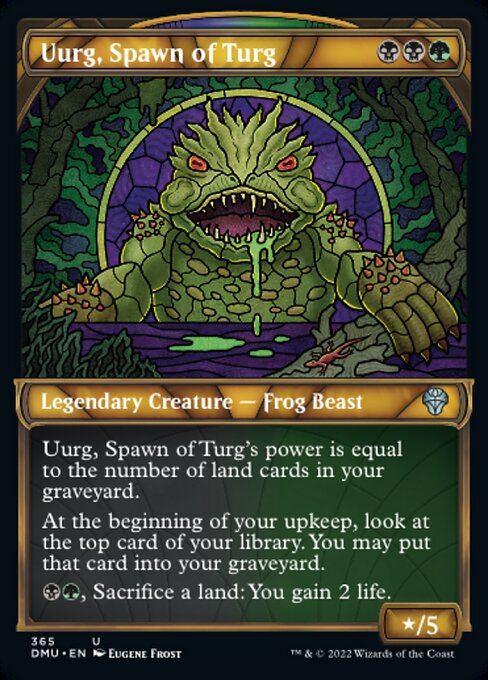 Uurg, Spawn of Turg
Legendary Creature — Frog Beast
Uurg, Spawn of Turg's power is equal
to the number of land cards in your
graveyard.
At the beginning of your upkeep, look at
the top card of your library. You may put
that card into your graveyard.
, Sacrifice a land: You gain 2 life.
★/5
365 U
DMU • EN Eugene Frost
™ & © 2022 Wizards of the Coast